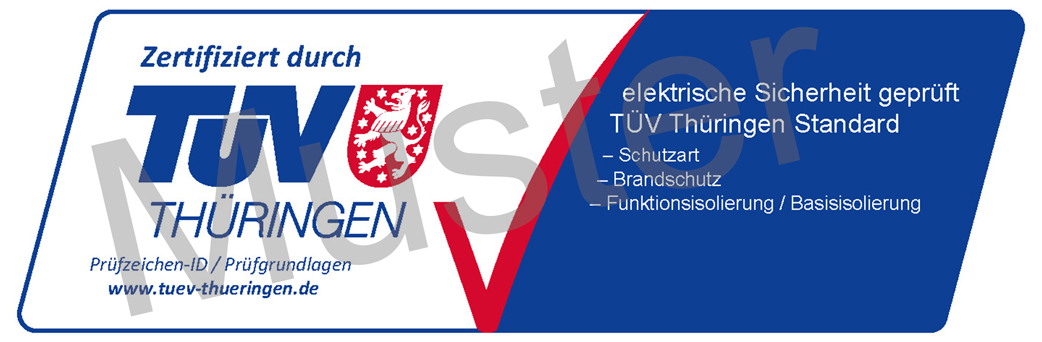 Zertifiziert durch
TÜV
THÜRINGEN
Prüfzeichen-ID / Prüfgrundlagen
www.tuev-thueringen.de
elektrische Sicherheit geprüft
TÜV Thüringen Standard
– Schutzart
– Brandschutz
– Funktionsisolierung / Basisisolierung
Muster